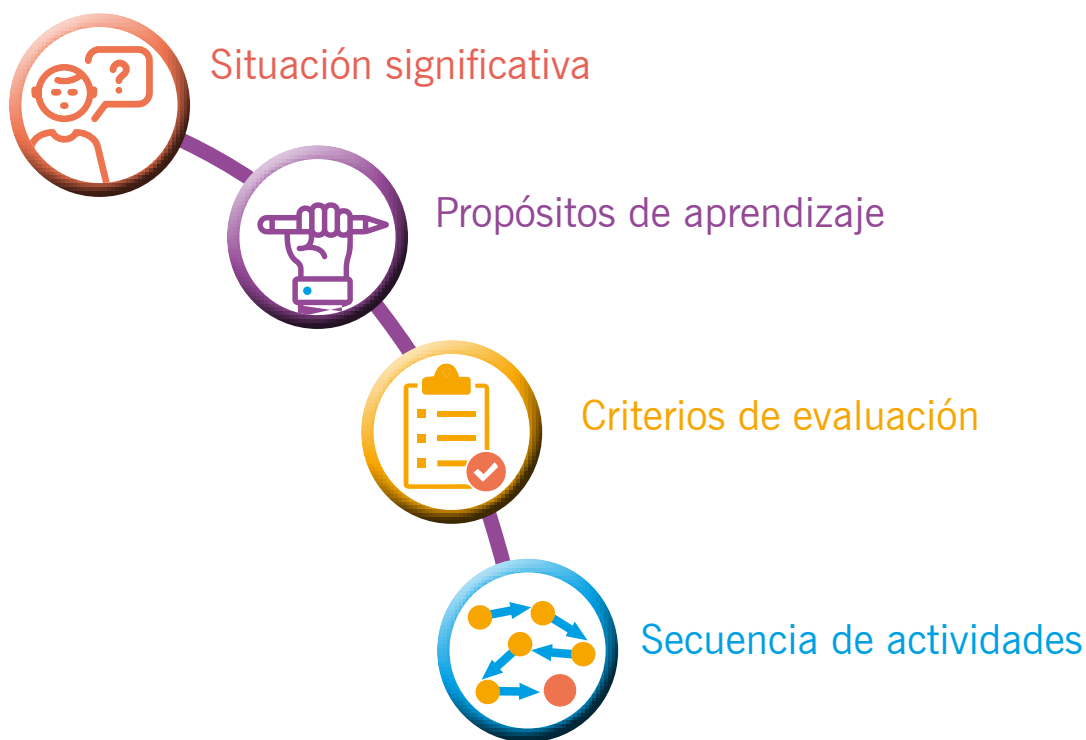 ?
Situación significativa
Propósitos de aprendizaje
Criterios de evaluación
Secuencia de actividades